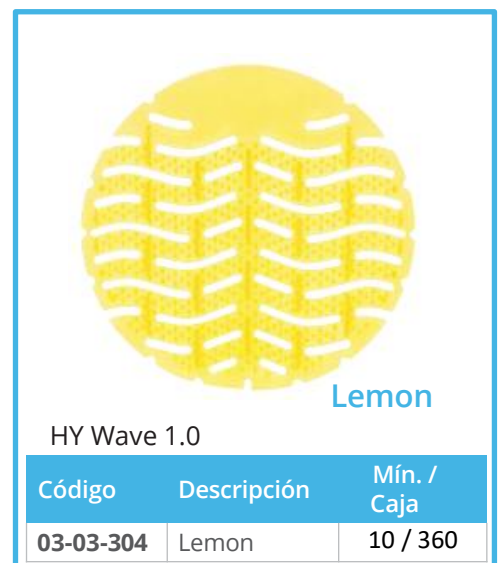 Lemon
HY Wave 1.0
Código Descripción Mín. / Caja
03-03-304 Lemon 10 / 360